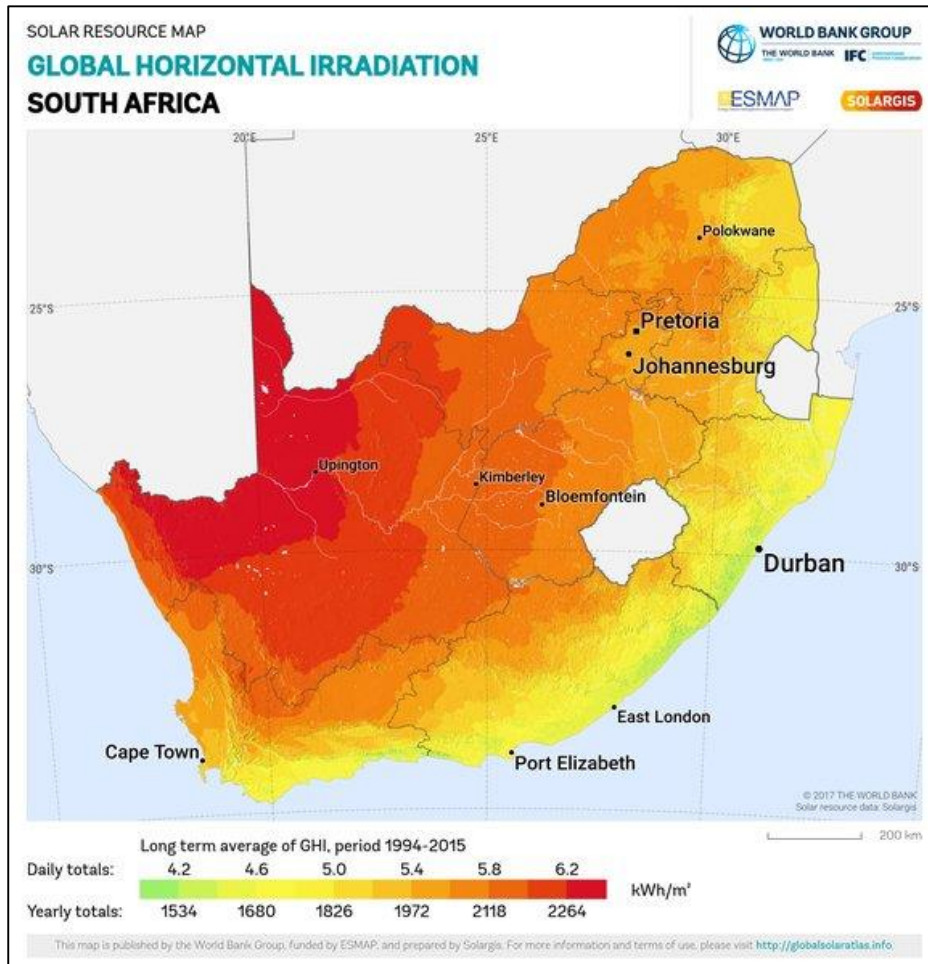 SOLAR RESOURCE MAP
GLOBAL HORIZONTAL IRRADIATION
SOUTH AFRICA
WORLD BANK GROUP
THE WORLD BANK
IFC
ESMAP
SOLARGIS
20°E
25°E
30°E
Polokwane
25°S
25°S
Pretoria
Johannesburg
Upington
Kimberley
Bloemfontein
Durban
30°S
30°S
East London
Cape Town
Port Elizabeth
© 2017 THE WORLD BANK
Solar resource data: Solargis
200 km
Long term average of GHI, period 1994-2015
Daily totals: 4.2 4.6 5.0 5.4 5.8 6.2
kWh/m²
Yearly totals: 1534 1680 1826 1972 2118 2264
This map is published by the World Bank Group, funded by ESMAP, and prepared by Solargis. For more information and terms of use, please visit http://globalsolaratlas.info.